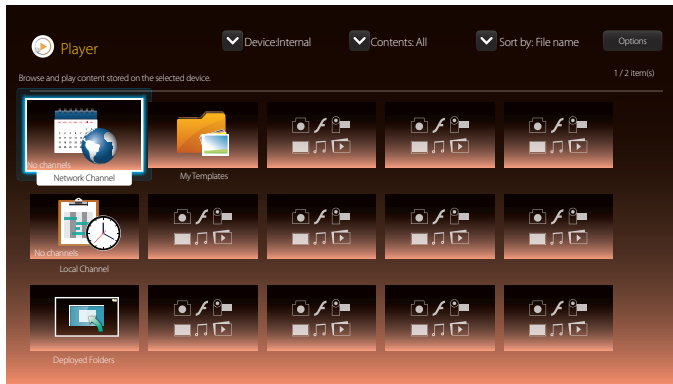 Player
Device:Internal
Contents: All
Sort by: File name
Options
Browse and play content stored on the selected device.
1 / 2 item(s)
No channels
Network Channel
My Templates
No channels
Local Channel
Deployed Folders